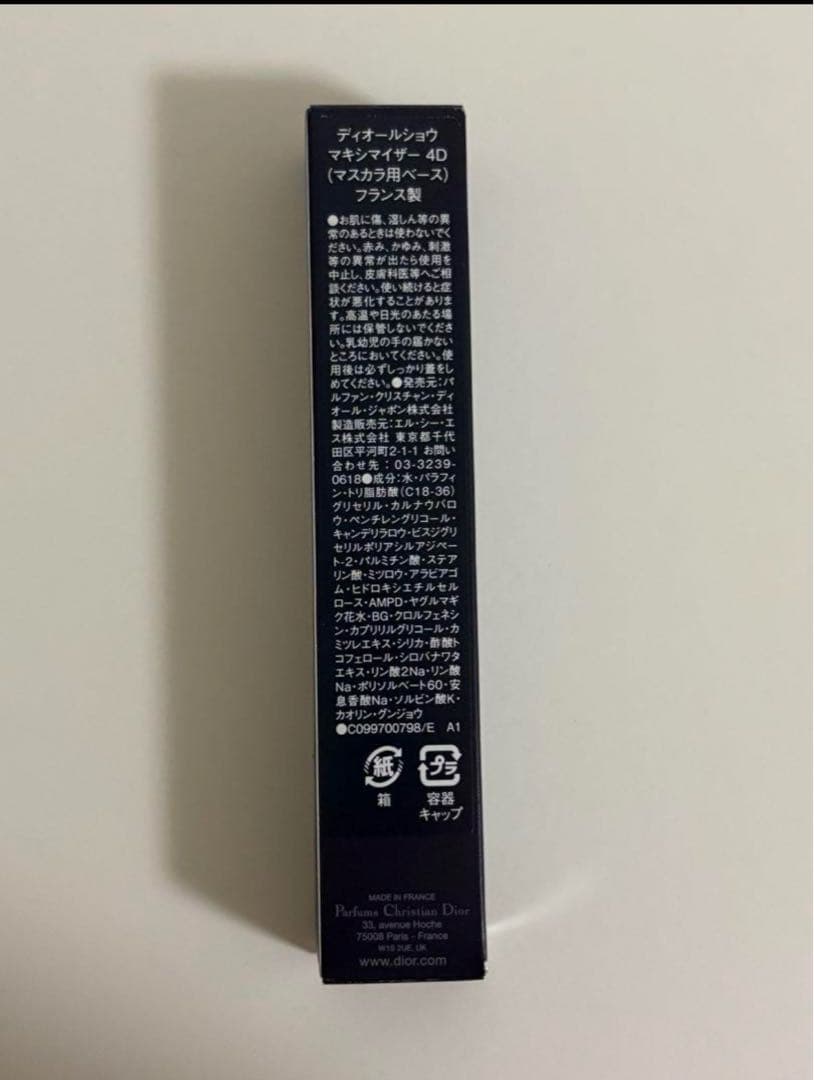 ディオールショウ
マキシマイザー 4D
(マスカラ用ベース)
フランス製
●お肌に傷、湿しん等の異
常のあるときは使わないでく
ださい。赤み、かゆみ、刺激
等の異常が出たら使用を
中止し、皮膚科医等へご相
談ください。使い続けると症
状が悪化することがありま
す。高温や日光のあたる場
所には保管しないでくださ
い。乳幼児の手の届かない
ところにおいてください。使
用後は必ずしっかり蓋をし
めてください。●発売元:パ
ルファン・クリスチャン・ディ
オール・ジャポン株式会社
製造販売元:エル・シー・エ
ス株式会社 東京都千代
田区平河町2-1-1 お問い
合わせ先:03-3239-
0618●成分:水・パラフィ
ン・トリ脂肪酸(C18-36)
グリセリル・カルナウバロ
ウ・ペンチレングリコール・
キャンデリラロウ・ビスジグリ
セリルポリアシルアジペー
ト-2・パルミチン酸・ステア
リン酸・ミツロウ・アラビアゴ
ム・ヒドロキシエチルセル
ロース・AMPD・ヤグルマギ
ク花水・BG・クロルフェネシ
ン・カプリリルグリコール・カ
ミツレエキス・シリカ・酢酸ト
コフェロール・シロバナワタ
エキス・リン酸2Na・リン酸
Na・ポリソルベート60・安
息香酸Na・ソルビン酸K・
カオリン・グンジョウ
●C099700798/E A1
紙 プラ
箱 容器
キャップ
MADE IN FRANCE
Parfums Christian Dior
33, avenue Hoche
75008 Paris - France
W1S 2UE, UK
www.dior.com